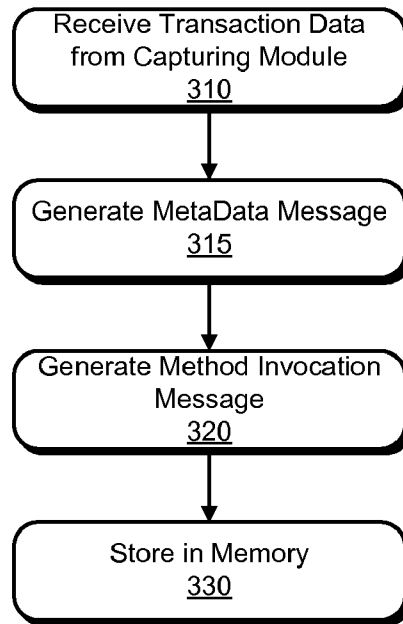 Receive Transaction Data
from Capturing Module
310
Generate MetaData Message
315
Generate Method Invocation
Message
320
Store in Memory
330